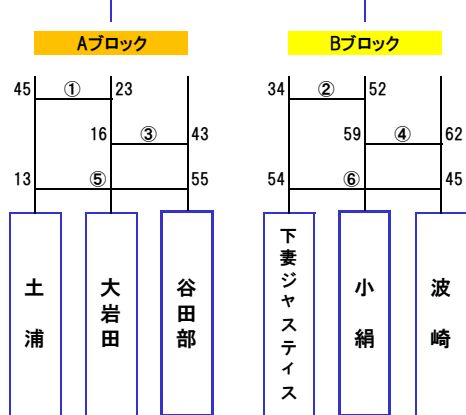 Aブロック Bブロック
45 ① 23 34 ② 52
16 ③ 43 59 ④ 62
13 ⑤ 55 54 ⑥ 45
土浦
大岩田
谷田部
下妻ジャスティス
小絹
波崎